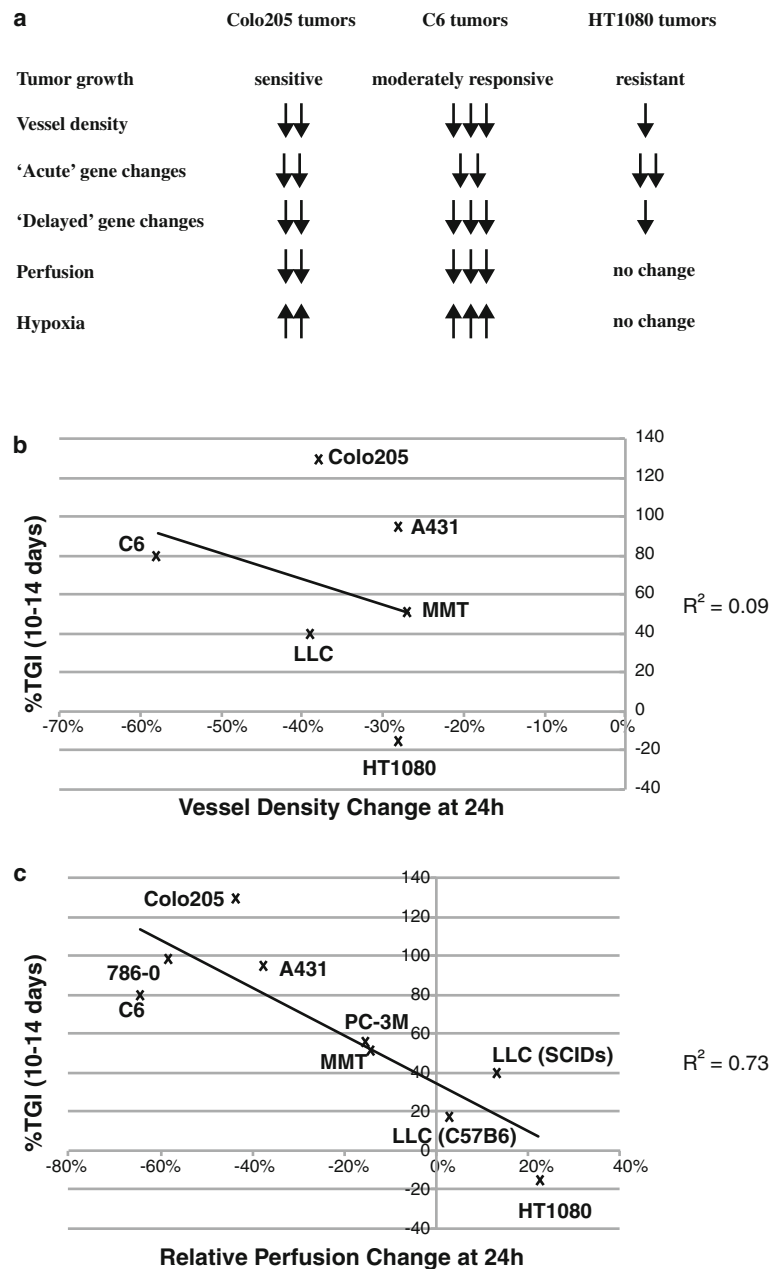 a
Colo205 tumors C6 tumors HT1080 tumors
Tumor growth sensitive moderately responsive resistant
Vessel density
‘Acute’ gene changes
‘Delayed’ gene changes
Perfusion no change
Hypoxia no change
b
140
120
100
80
60
40
20
0
-20
-40
%TGI (10-14 days)
Colo205
A431
C6
MMT
LLC
HT1080
R² = 0.09
-70% -60% -50% -40% -30% -20% -10% 0%
Vessel Density Change at 24h
c
140
120
100
80
60
40
20
0
-20
-40
%TGI (10-14 days)
Colo205
786-0
A431
C6
PC-3M
MMT
LLC (SCIDs)
LLC (C57B6)
HT1080
R² = 0.73
-80% -60% -40% -20% 0% 20% 40%
Relative Perfusion Change at 24h